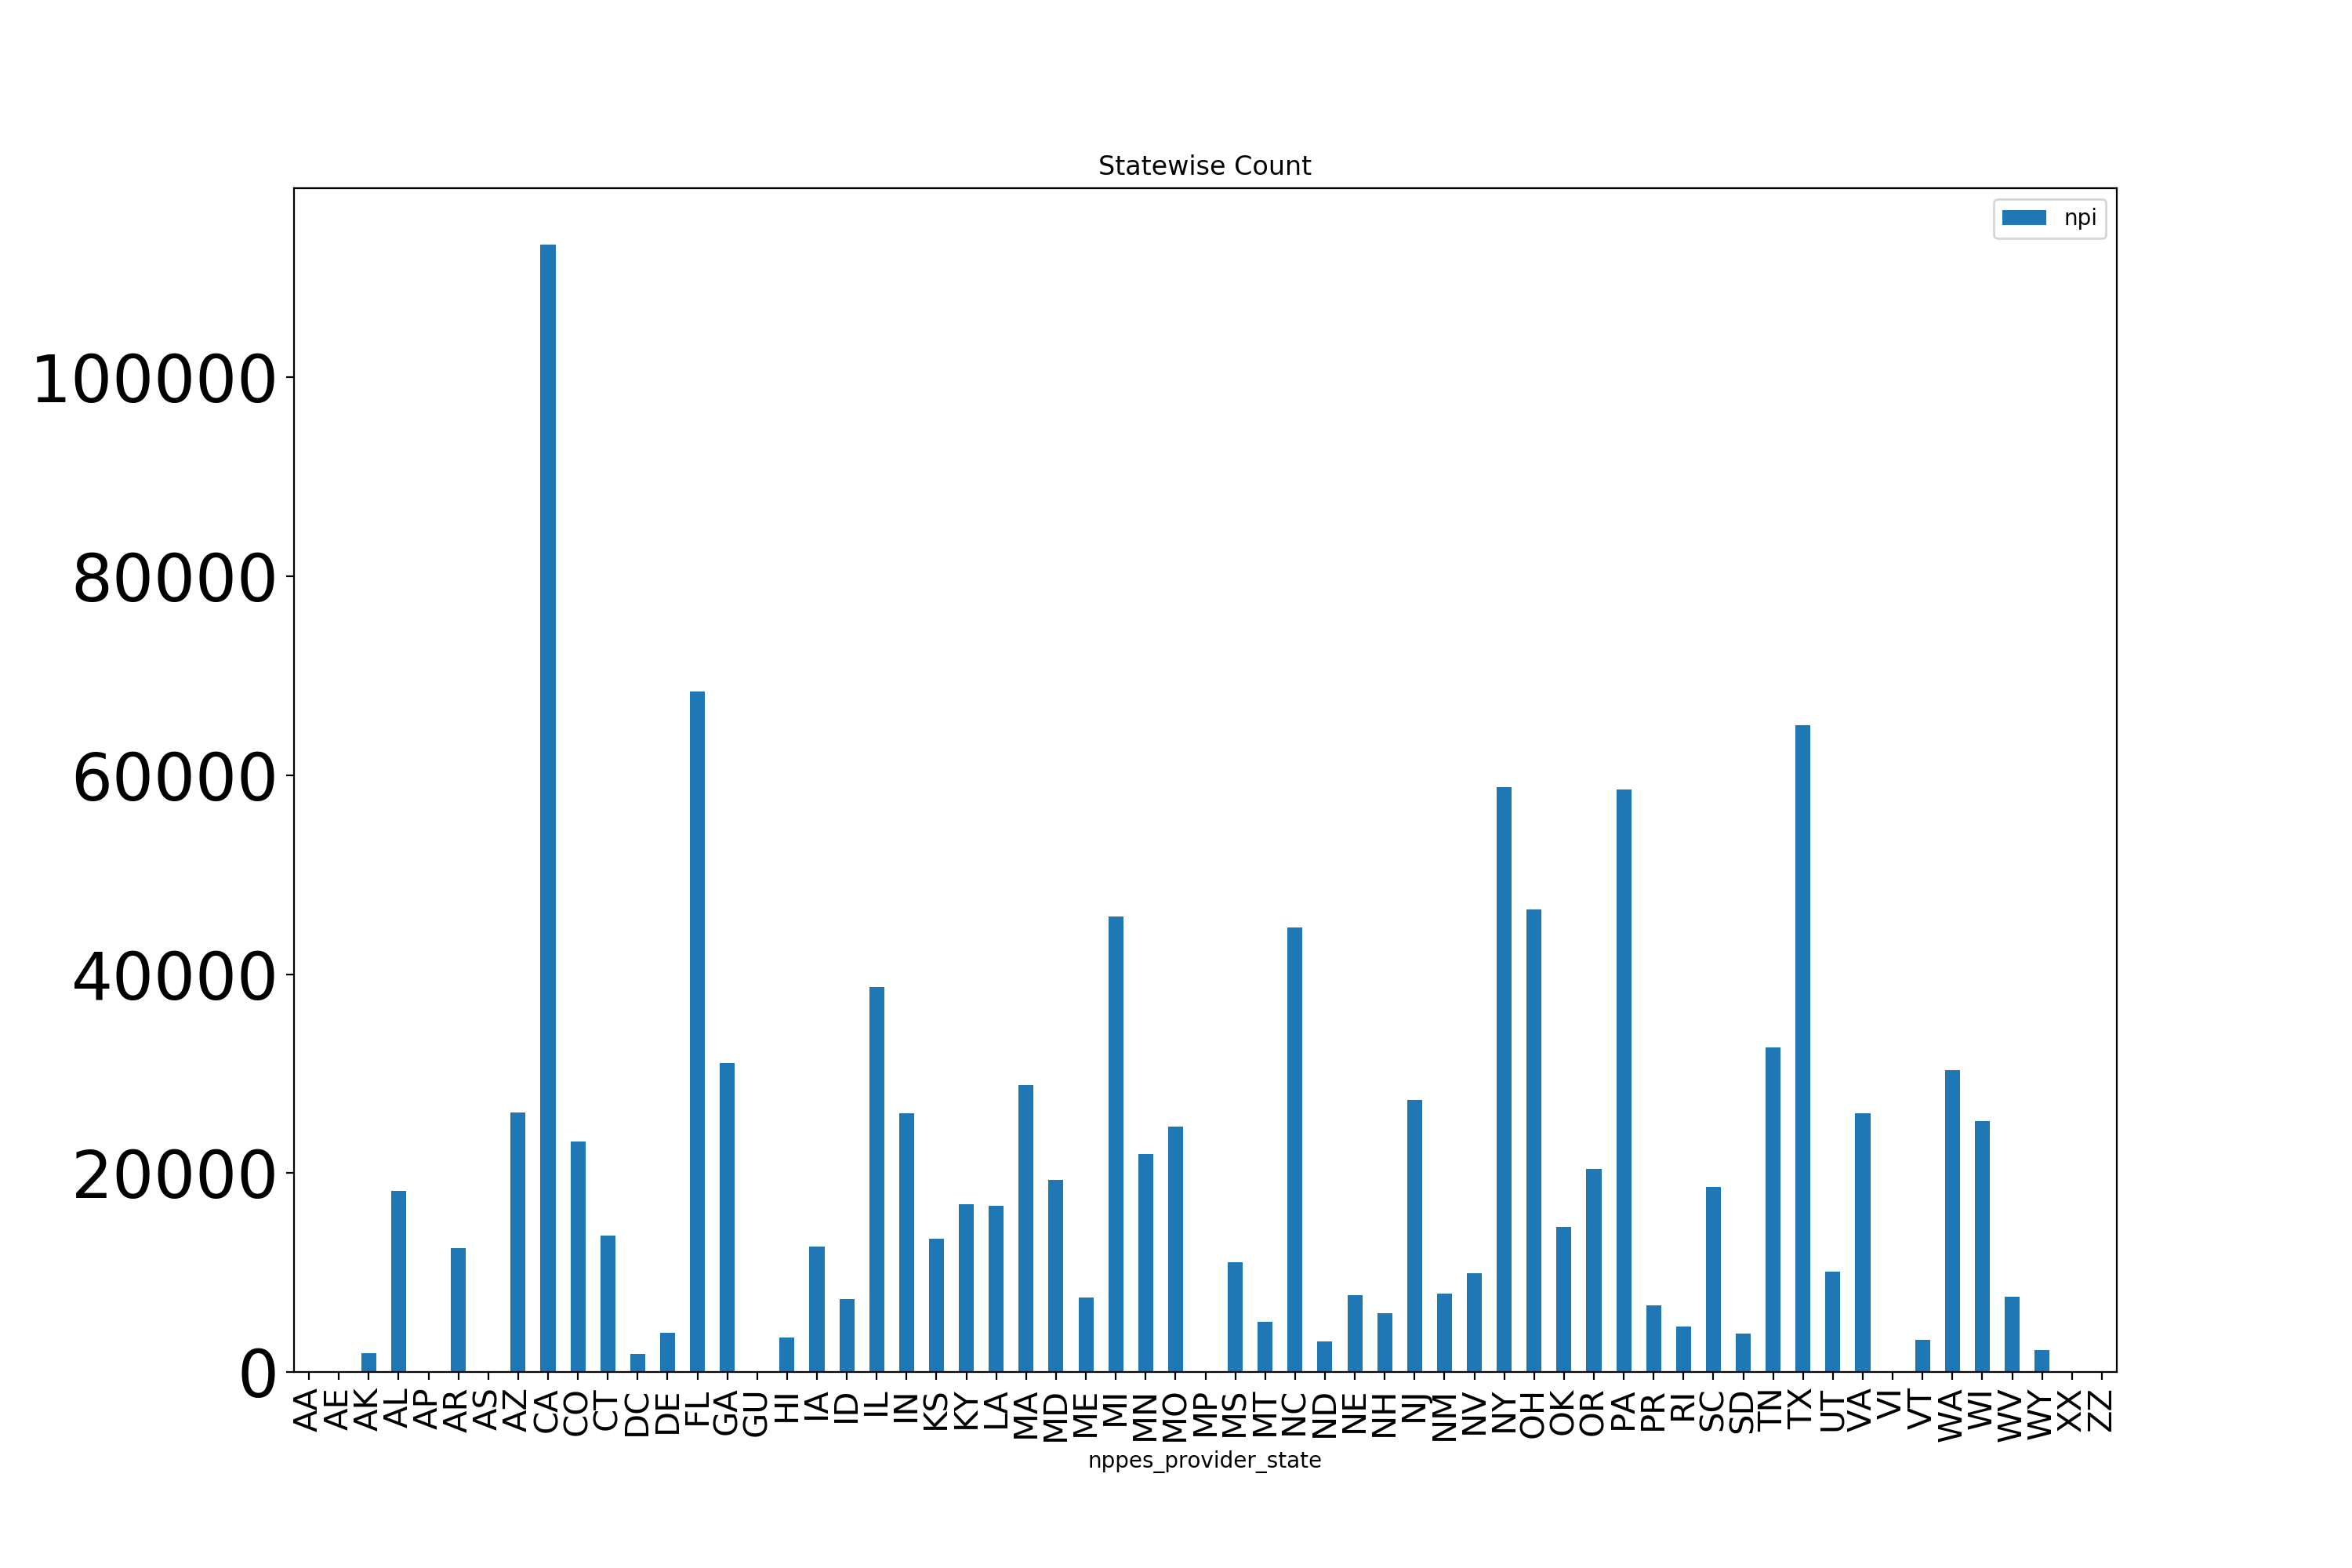 Statewise Count
npi
100000
80000
60000
40000
20000
0
AA AE AK AL AP AR AS AZ CA CO CT DC DE FL GA GU HI IA ID IL IN KS KY LA MA MD ME MI MN MO MP MS MT NC ND NE NH NJ NM NV NY OH OK OR PA PR RI SC SD TN TX UT VA VI VT WA WI WV WY XX ZZ
nppes_provider_state